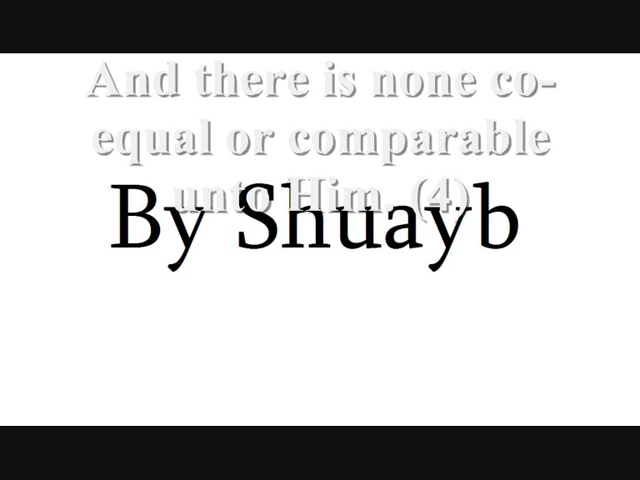 And there is none co-
equal or comparable
unto Him. (4)
By Shuayb